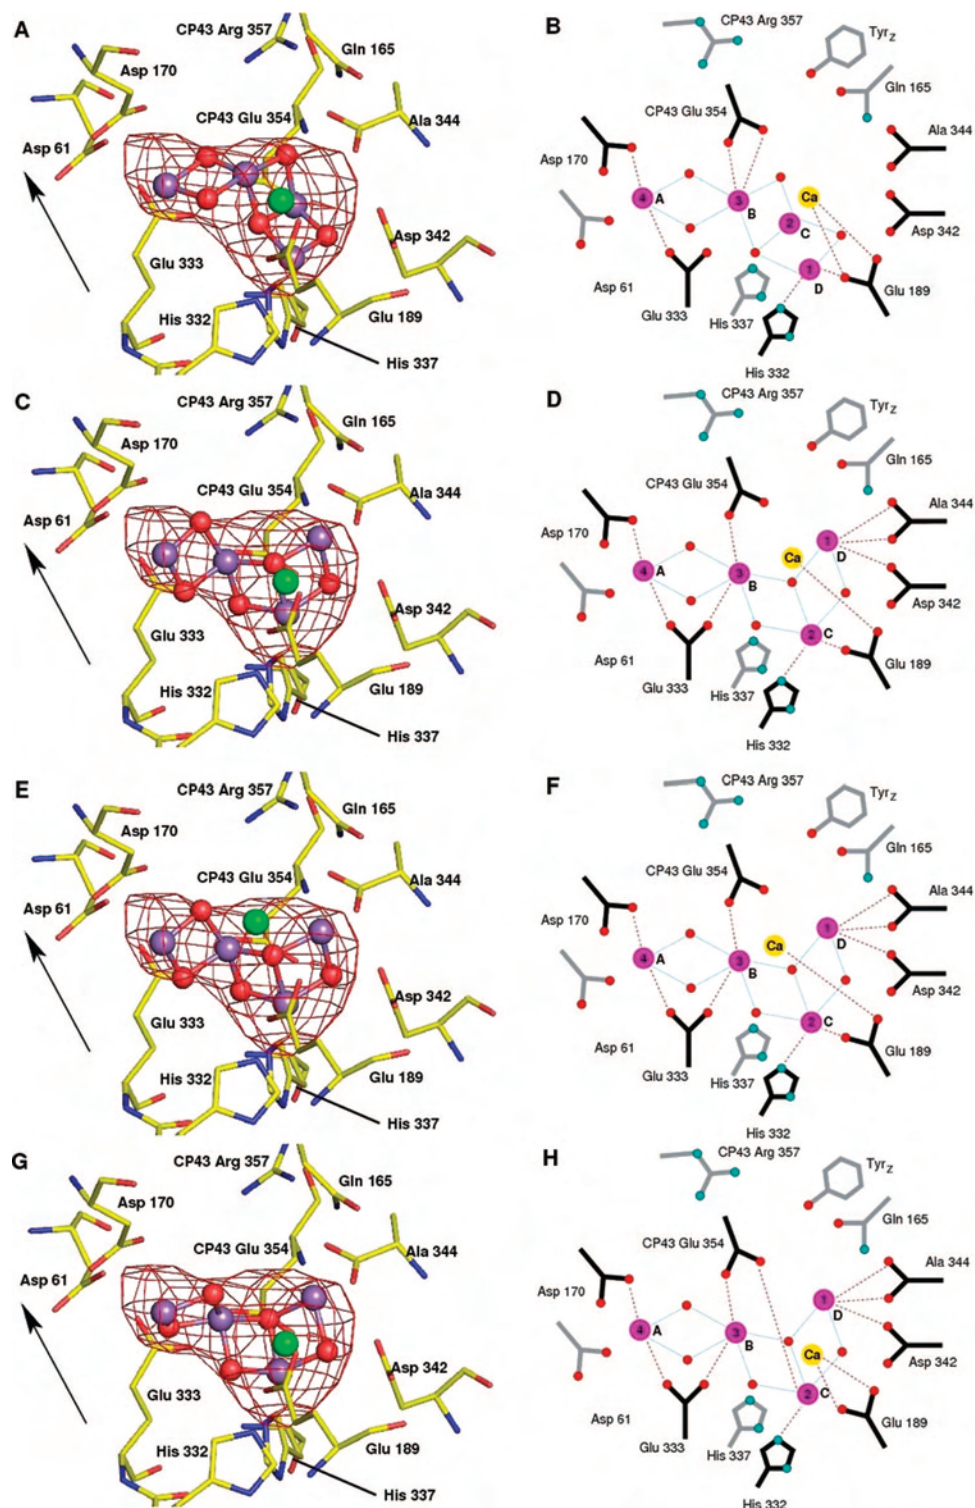 A
CP43 Arg 357
Gln 165
Asp 170
CP43 Glu 354
Ala 344
Asp 61
Asp 342
Glu 333
His 332
Glu 189
His 337
B
CP43 Arg 357
TyrZ
Gln 165
CP43 Glu 354
Ala 344
Asp 170
Ca
4
A
3
B
2
C
Asp 342
1
D
Asp 61
Glu 189
Glu 333
His 337
His 332
C
CP43 Arg 357
Gln 165
Asp 170
CP43 Glu 354
Ala 344
Asp 61
Asp 342
Glu 333
His 332
Glu 189
His 337
D
CP43 Arg 357
TyrZ
Gln 165
CP43 Glu 354
Ala 344
Asp 170
1
D
Ca
4
A
3
B
Asp 342
2
C
Asp 61
Glu 189
Glu 333
His 337
His 332
E
CP43 Arg 357
Gln 165
Asp 170
CP43 Glu 354
Ala 344
Asp 61
Asp 342
Glu 333
His 332
Glu 189
His 337
F
CP43 Arg 357
TyrZ
Gln 165
CP43 Glu 354
Ala 344
Asp 170
1
D
Ca
4
A
3
B
Asp 342
2
C
Asp 61
Glu 189
Glu 333
His 337
His 332
G
CP43 Arg 357
Gln 165
Asp 170
CP43 Glu 354
Ala 344
Asp 61
Asp 342
Glu 333
His 332
Glu 189
His 337
H
CP43 Arg 357
TyrZ
Gln 165
CP43 Glu 354
Ala 344
Asp 170
1
D
4
A
3
B
Ca
Asp 342
2
C
Asp 61
Glu 189
Glu 333
His 337
His 332